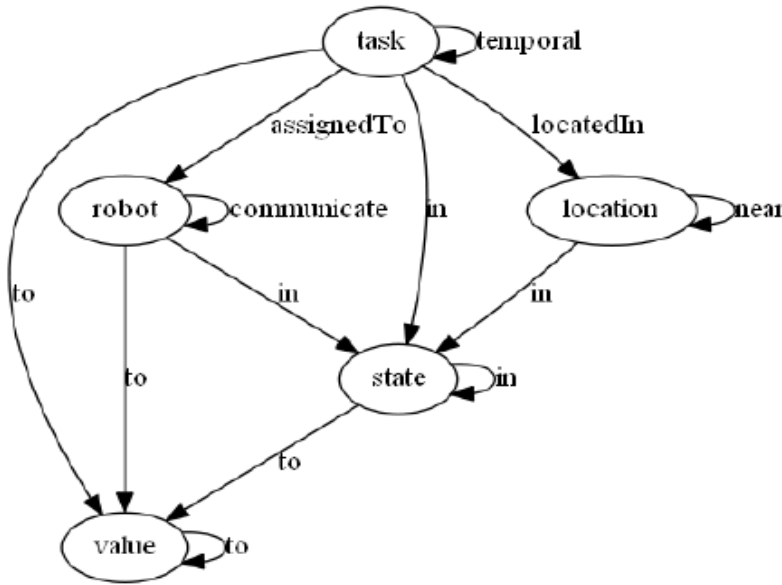 task
temporal
assignedTo
locatedIn
robot
communicate
in
location
near
to
to
in
in
state
in
to
value
to